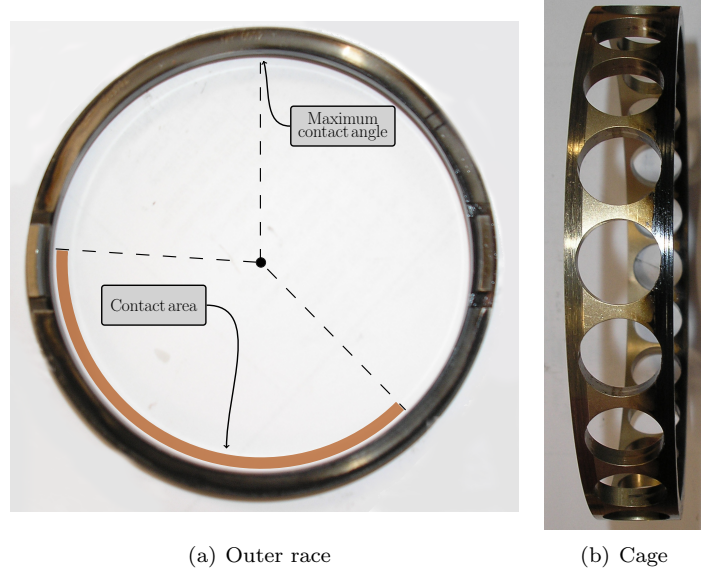 Maximum
contact angle
Contact area
(a) Outer race
(b) Cage